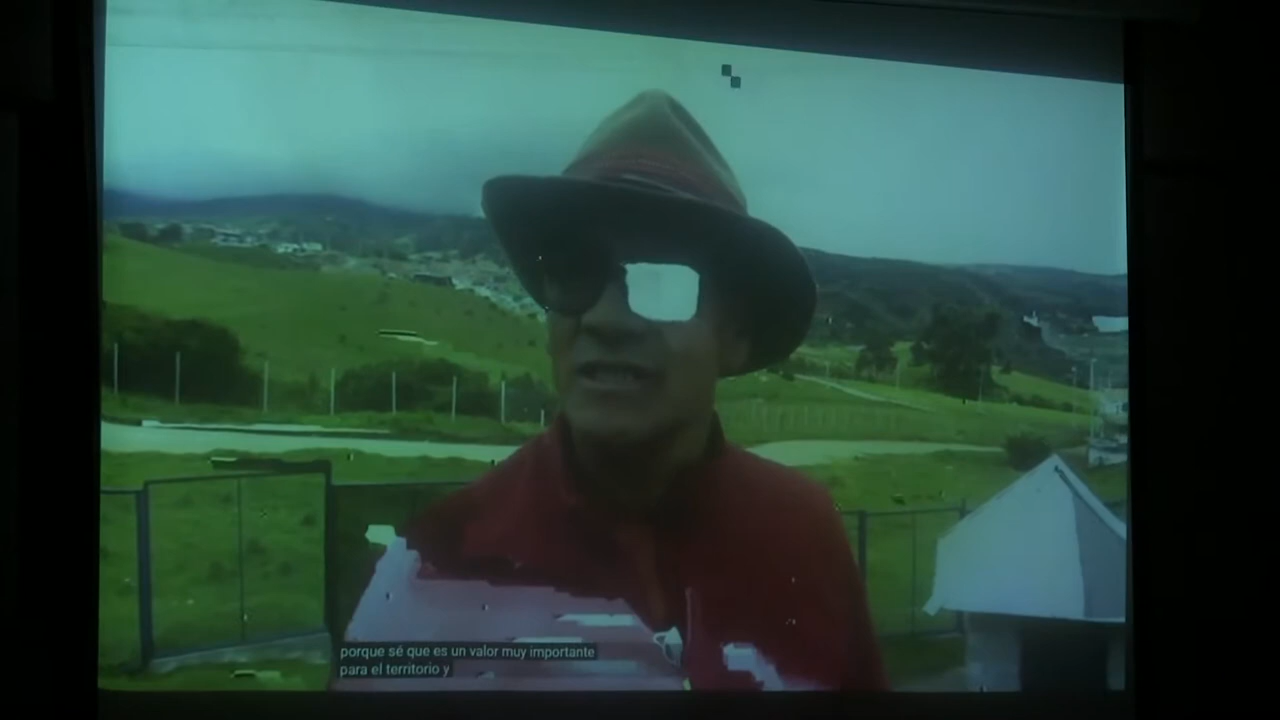 porque sé que es un valor muy importante
para el territorio y